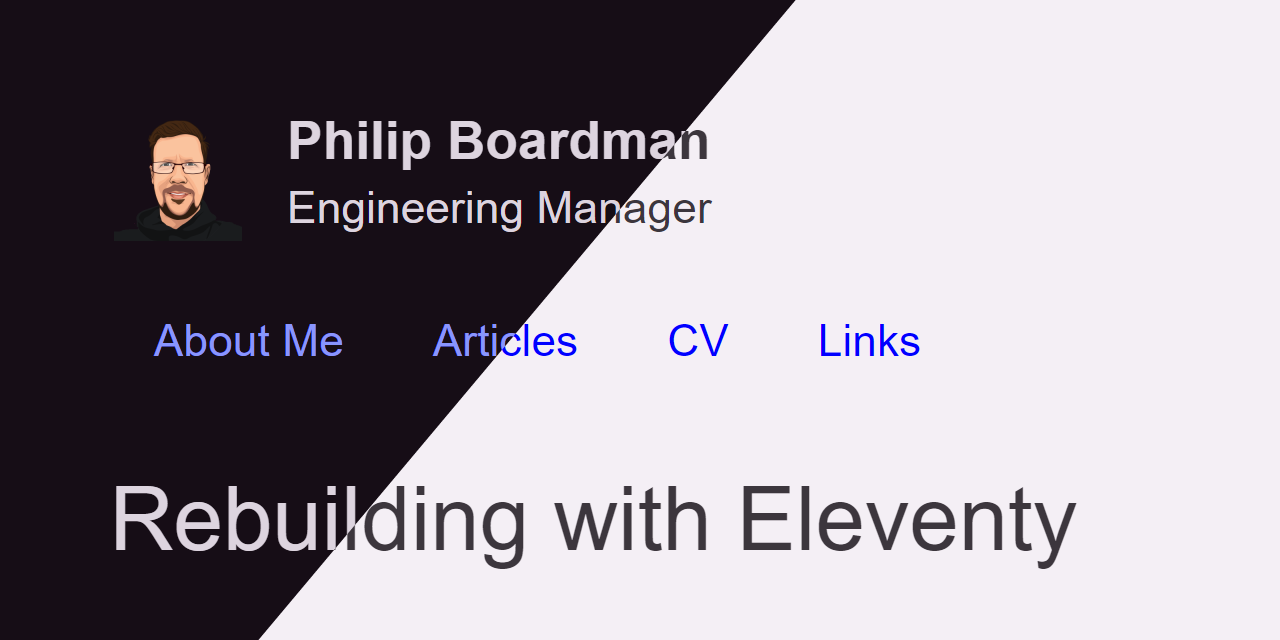 Philip Boardman
Engineering Manager
About Me Articles CV Links
Rebuilding with Eleventy